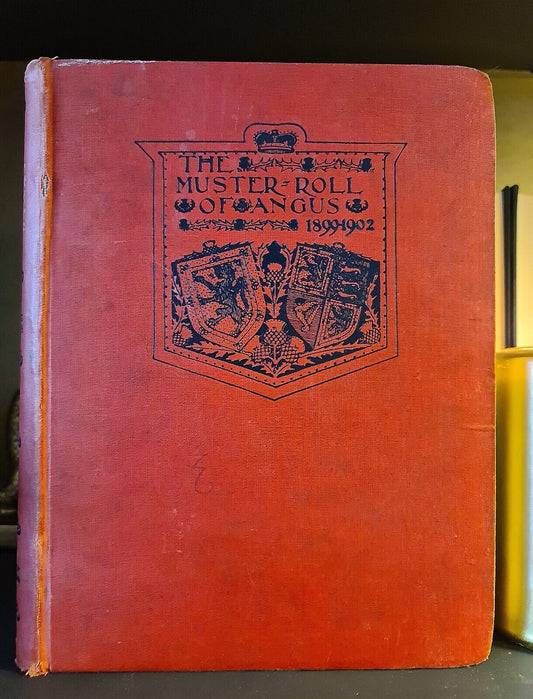 THE
MUSTER-ROLL
OF ANGUS
1899-1902